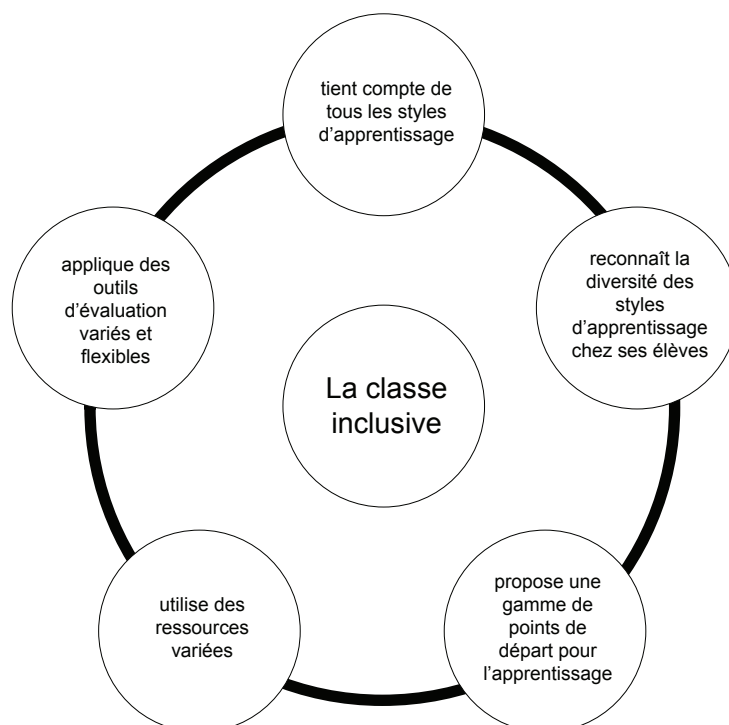 tient compte de
tous les styles
d’apprentissage
reconnaît la
diversité des
styles
d’apprentissage
chez ses élèves
propose une
gamme de
points de
départ pour
l’apprentissage
utilise des
ressources
variées
applique des
outils
d’évaluation
variés et
flexibles
La classe
inclusive